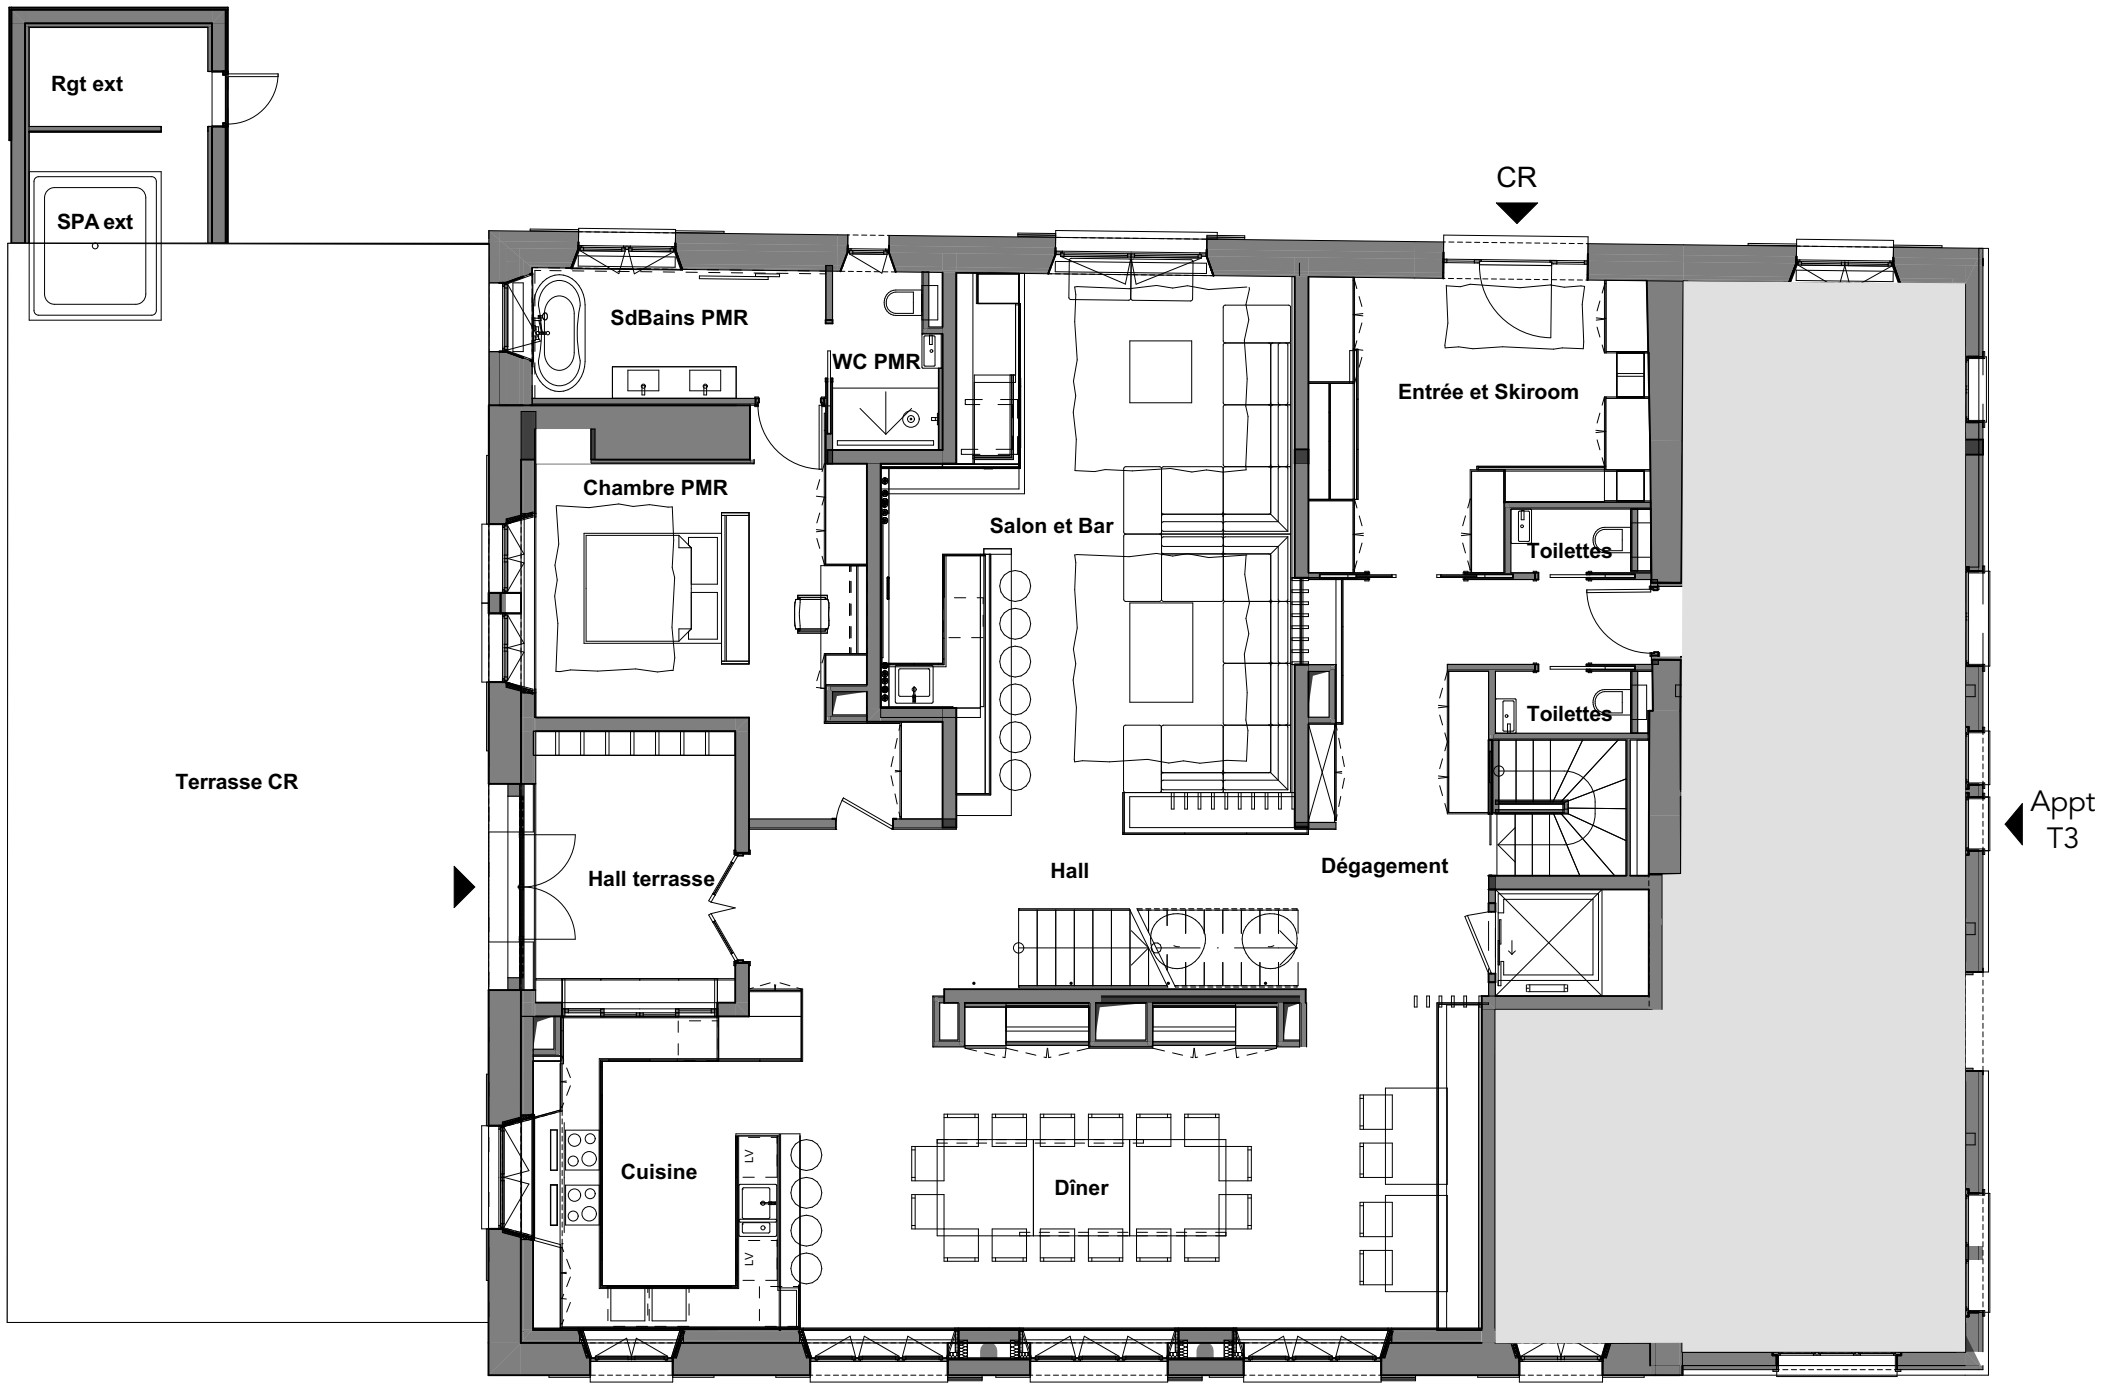 Rgt ext
CR
SPA ext
SdBains PMR
WC PMR
Entrée et Skiroom
Chambre PMR
Salon et Bar
Toilettes
Toilettes
Terrasse CR
Appt
T3
Hall terrasse
Hall
Dégagement
LV
Cuisine
Dîner
LV